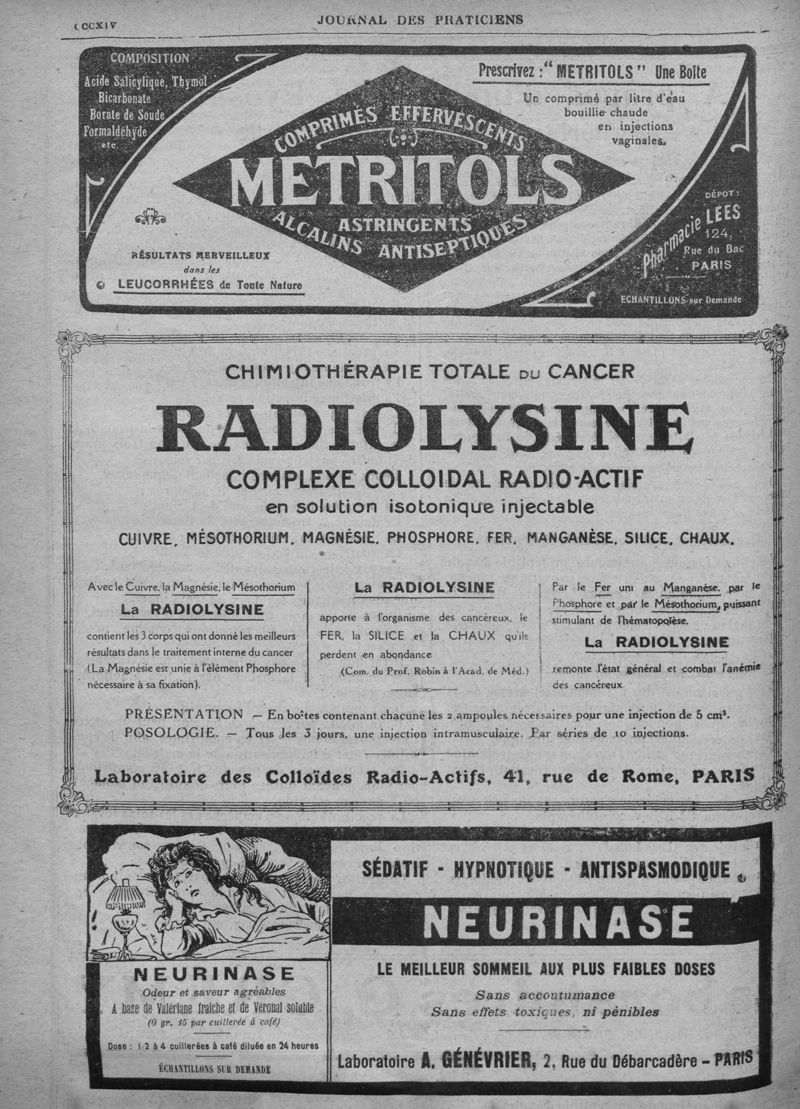 CCCXIV
JOURNAL DES PRATICIENS
COMPOSITION
Acide Salicylique, Thymol
Bicarbonate
Borate de Soude
Formaldéhyde
etc.
Prescrivez : "METRITOLS" Une Boite
Un comprimé par litre d'eau
bouillie chaude
en injections
vaginales.
COMPRIMÉS EFFERVESCENTS
METRITOLS
ASTRINGENTS
ALCALINS ANTISEPTIQUES
RÉSULTATS MERVEILLEUX
dans les
LEUCORRHÉES de Toute Nature
DÉPOT :
Pharmacie LÉES
124,
Rue du Bac
PARIS
ECHANTILLONS sur Demande
CHIMIOTHÉRAPIE TOTALE DU CANCER
RADIOLYSINE
COMPLEXE COLLOIDAL RADIO-ACTIF
en solution isotonique injectable
CUIVRE, MÉSOTHORIUM, MAGNÉSIE, PHOSPHORE, FER, MANGANÈSE, SILICE, CHAUX.
Avec le Cuivre, la Magnésie, le Mésothorium
La RADIOLYSINE
contient les 3 corps qui ont donné les meilleurs
résultats dans le traitement interne du cancer
(La Magnésie est unie à l'élément Phosphore
nécessaire à sa fixation).
La RADIOLYSINE
apporte à l'organisme des cancéreux, le
FER, la SILICE et la CHAUX qu'ils
perdent en abondance
(Com. du Prof. Robin à l'Acad. de Méd.)
Par le Fer uni au Manganèse, par le
Phosphore et par le Mésothorium, puissant
stimulant de l'hématopoïèse.
La RADIOLYSINE
remonte l'état général et combat l'anémie
des cancéreux
PRÉSENTATION — En boîtes contenant chacune les 2 ampoules nécessaires pour une injection de 5 cm³.
POSOLOGIE. — Tous les 3 jours, une injection intramusculaire. Par séries de 10 injections.
Laboratoire des Colloïdes Radio-Actifs, 41, rue de Rome, PARIS
NEURINASE
Odeur et saveur agréables
A base de Valériane fraîche et de Véronal soluble
(0 gr. 15 par cuillerée à café)
Dose : 1, 2 à 4 cuillerées à café diluée en 24 heures
ÉCHANTILLONS SUR DEMANDE
SÉDATIF - HYPNOTIQUE - ANTISPASMODIQUE
NEURINASE
LE MEILLEUR SOMMEIL AUX PLUS FAIBLES DOSES
Sans accoutumance
Sans effets toxiques, ni pénibles
Laboratoire A. GÉNÉVRIER, 2, Rue du Débarcadère – PARIS